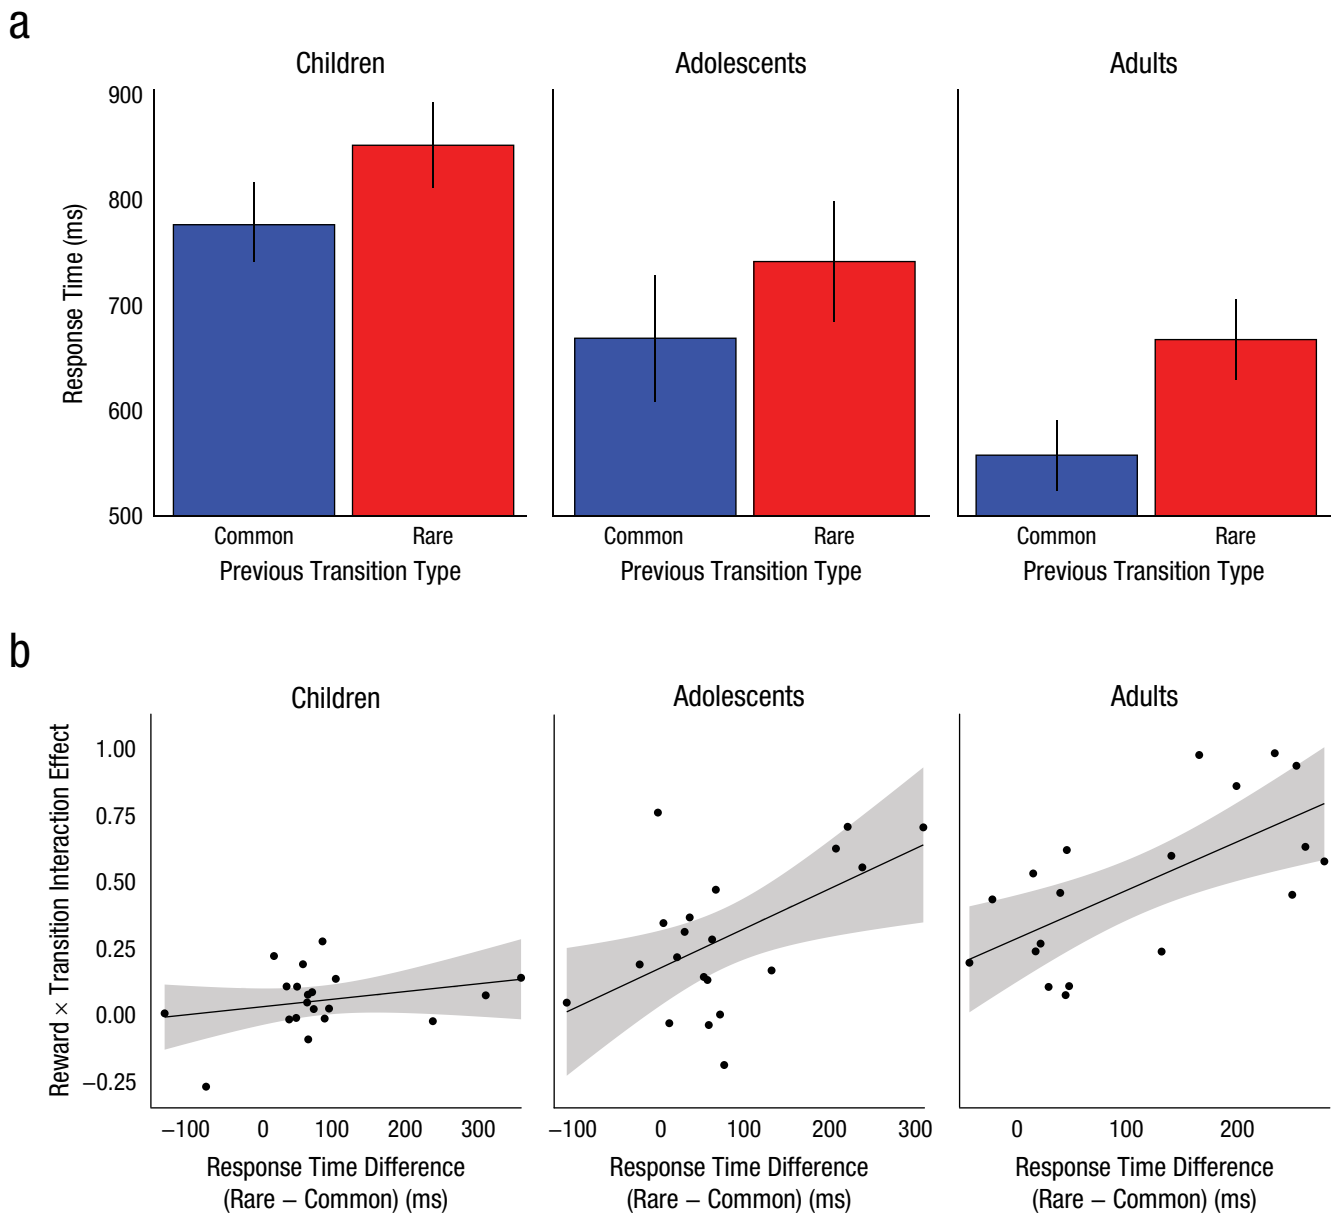 a
Children
Adolescents
Adults
Response Time (ms)
900
800
700
600
500
Common
Rare
Common
Rare
Common
Rare
Previous Transition Type
Previous Transition Type
Previous Transition Type
b
Children
Adolescents
Adults
Reward × Transition Interaction Effect
1.00
0.75
0.50
0.25
0.00
−0.25
−100
0
100
200
300
−100
0
100
200
300
0
100
200
Response Time Difference
(Rare − Common) (ms)
Response Time Difference
(Rare − Common) (ms)
Response Time Difference
(Rare − Common) (ms)